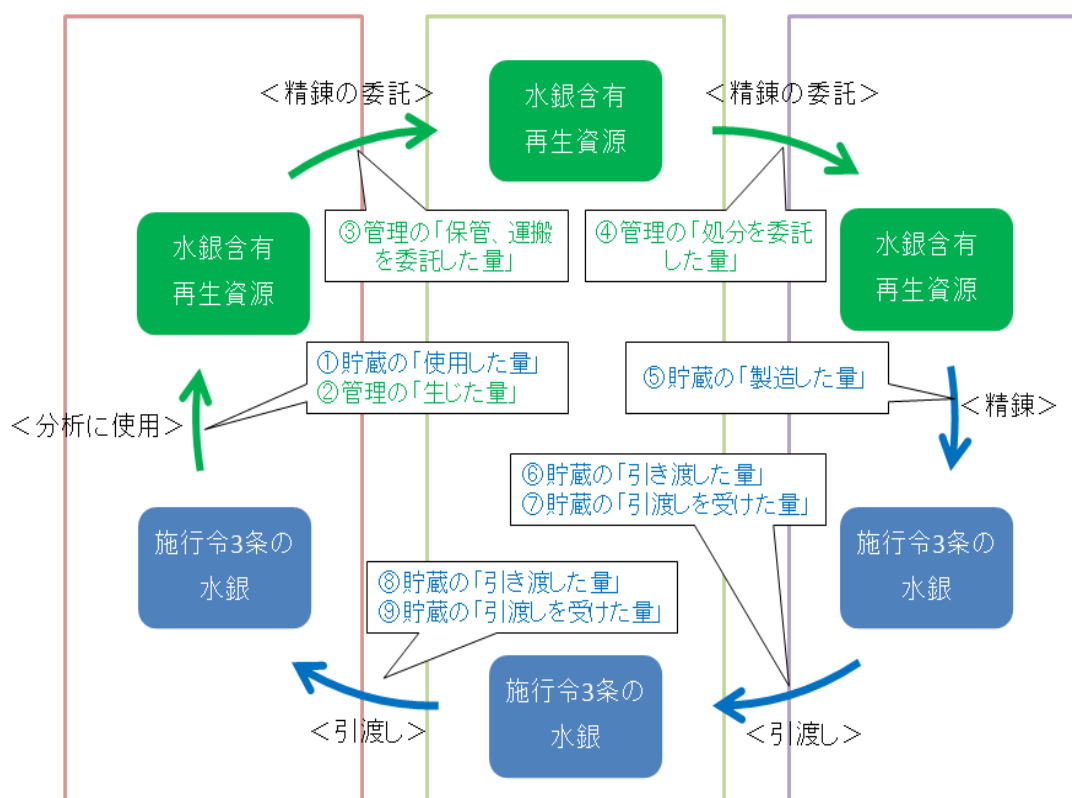 ＜精錬の委託＞
水銀含有
再生資源
＜精錬の委託＞
③管理の「保管、運搬
を委託した量」
④管理の「処分を委託
した量」
水銀含有
再生資源
水銀含有
再生資源
①貯蔵の「使用した量」
②管理の「生じた量」
⑤貯蔵の「製造した量」
＜分析に使用＞
＜精錬＞
⑥貯蔵の「引き渡した量」
⑦貯蔵の「引渡しを受けた量」
施行令3条の
水銀
施行令3条の
水銀
⑧貯蔵の「引き渡した量」
⑨貯蔵の「引渡しを受けた量」
施行令3条の
水銀
＜引渡し＞
＜引渡し＞